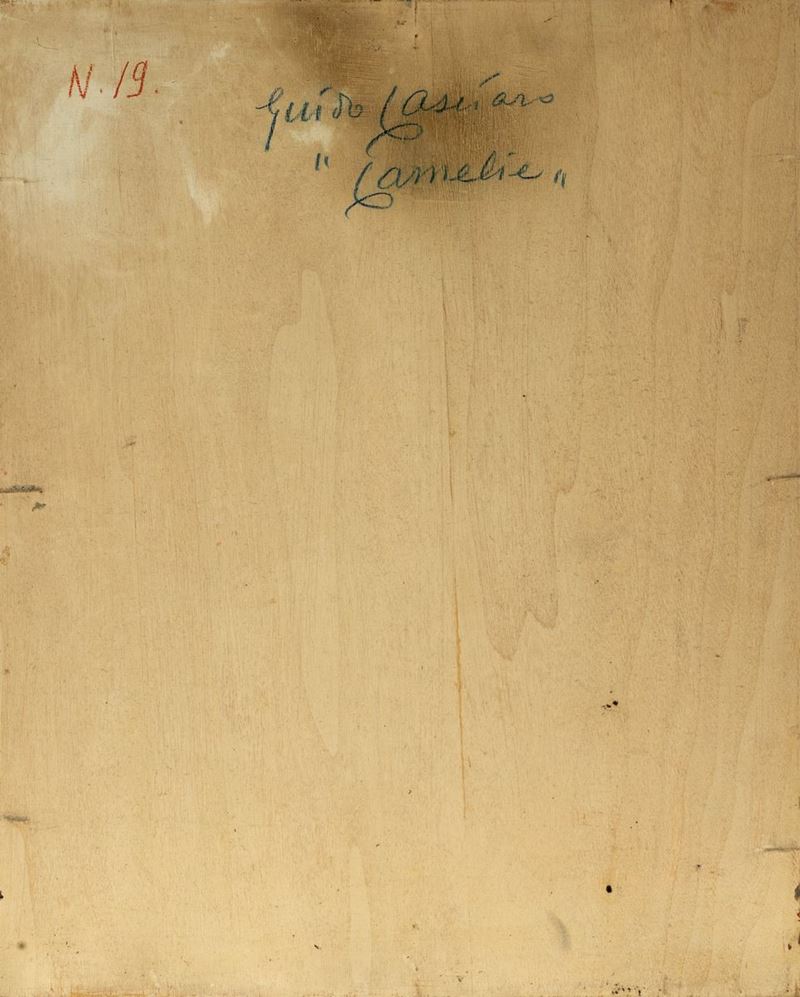 N. 19.
Guido Casciaro
" Camelie "